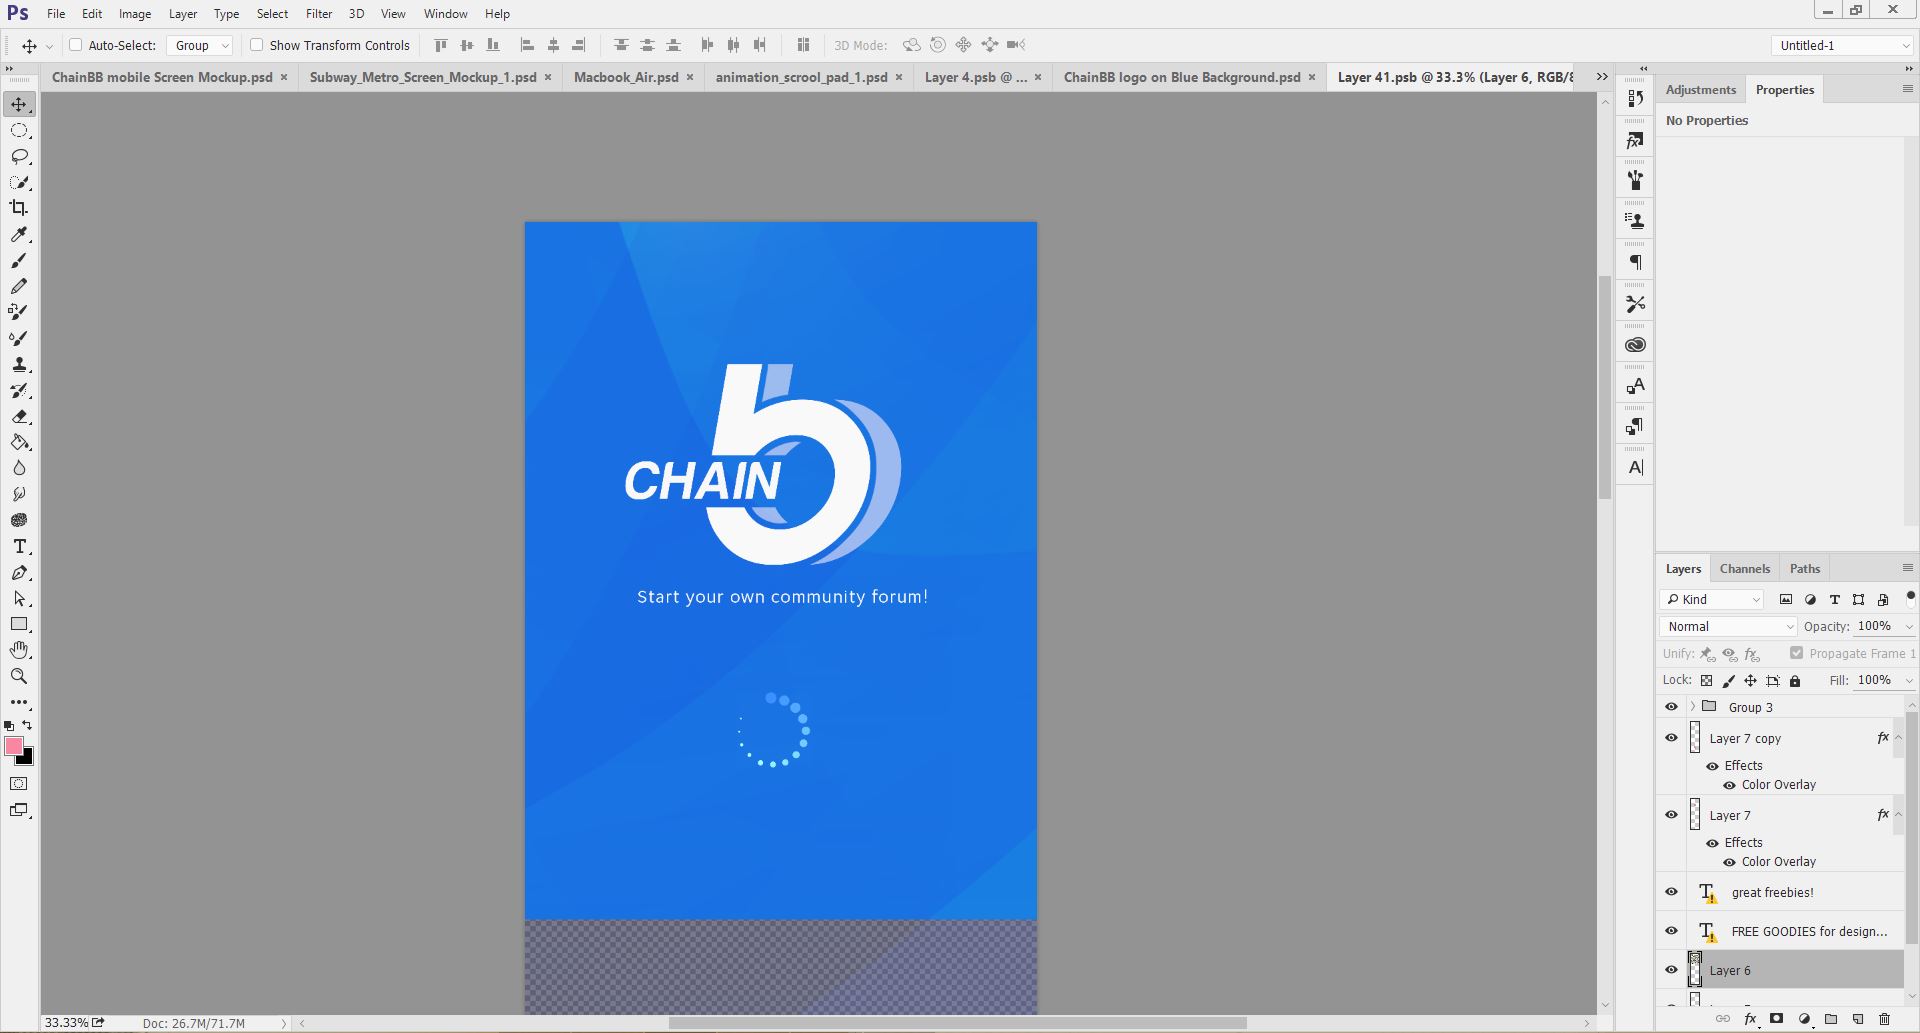 Ps File Edit Image Layer Type Select Filter 3D View Window Help
Auto-Select: Group Show Transform Controls 3D Mode: Untitled-1
ChainBB mobile Screen Mockup.psd × Subway_Metro_Screen_Mockup_1.psd × Macbook_Air.psd × animation_scrool_pad_1.psd × Layer 4.psb @ ... × ChainBB logo on Blue Background.psd × Layer 41.psb @ 33.3% (Layer 6, RGB/8
Adjustments Properties
No Properties
CHAIN b
Start your own community forum!
Layers Channels Paths
Kind
Normal Opacity: 100%
Unify: Propagate Frame 1
Lock: Fill: 100%
Group 3
Layer 7 copy fx
Effects
Color Overlay
Layer 7 fx
Effects
Color Overlay
great freebies!
FREE GOODIES for design...
Layer 6
33.33% Doc: 26.7M/71.7M